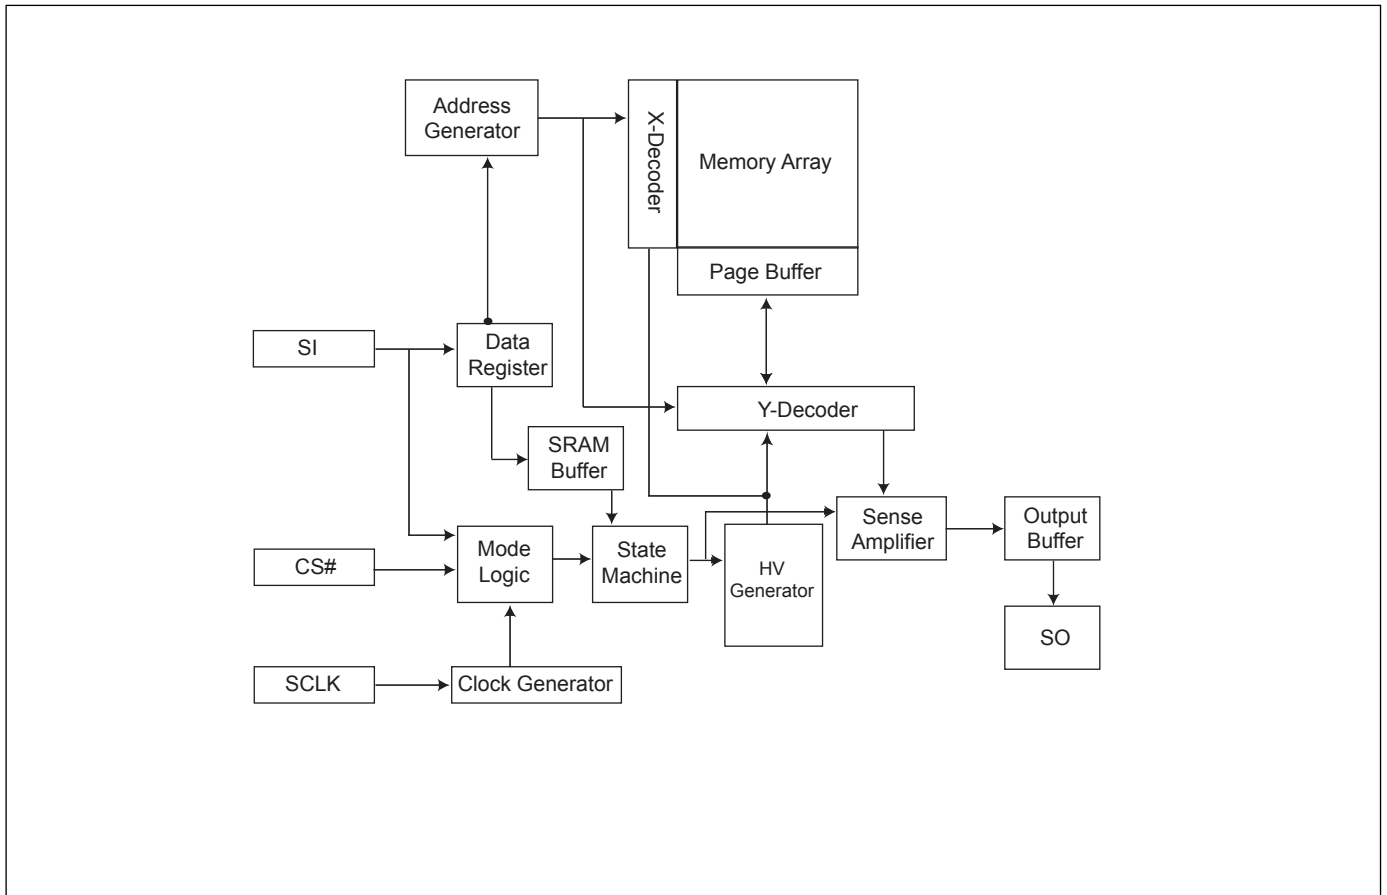 Address
Generator
X-Decoder
Memory Array
Page Buffer
SI
Data
Register
Y-Decoder
SRAM
Buffer
Sense
Amplifier
Output
Buffer
CS#
Mode
Logic
State
Machine
HV
Generator
SO
SCLK
Clock Generator